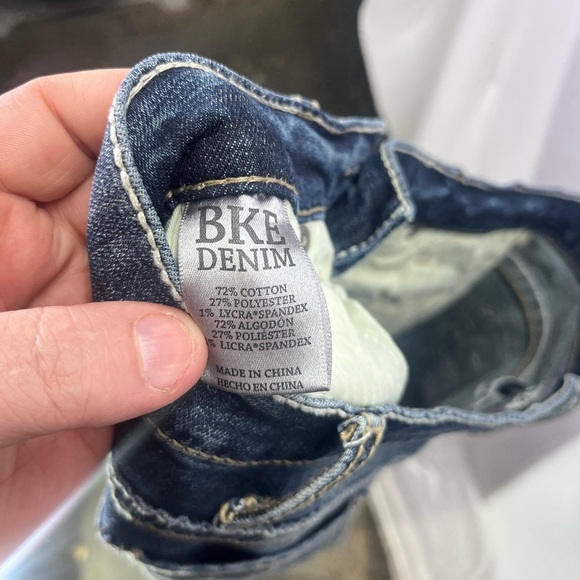 BKE
DENIM
72% COTTON
27% POLYESTER
1% LYCRA*SPANDEX
72% ALGODÓN
27% POLIÉSTER
% LICRA*SPANDEX
MADE IN CHINA
HECHO EN CHINA